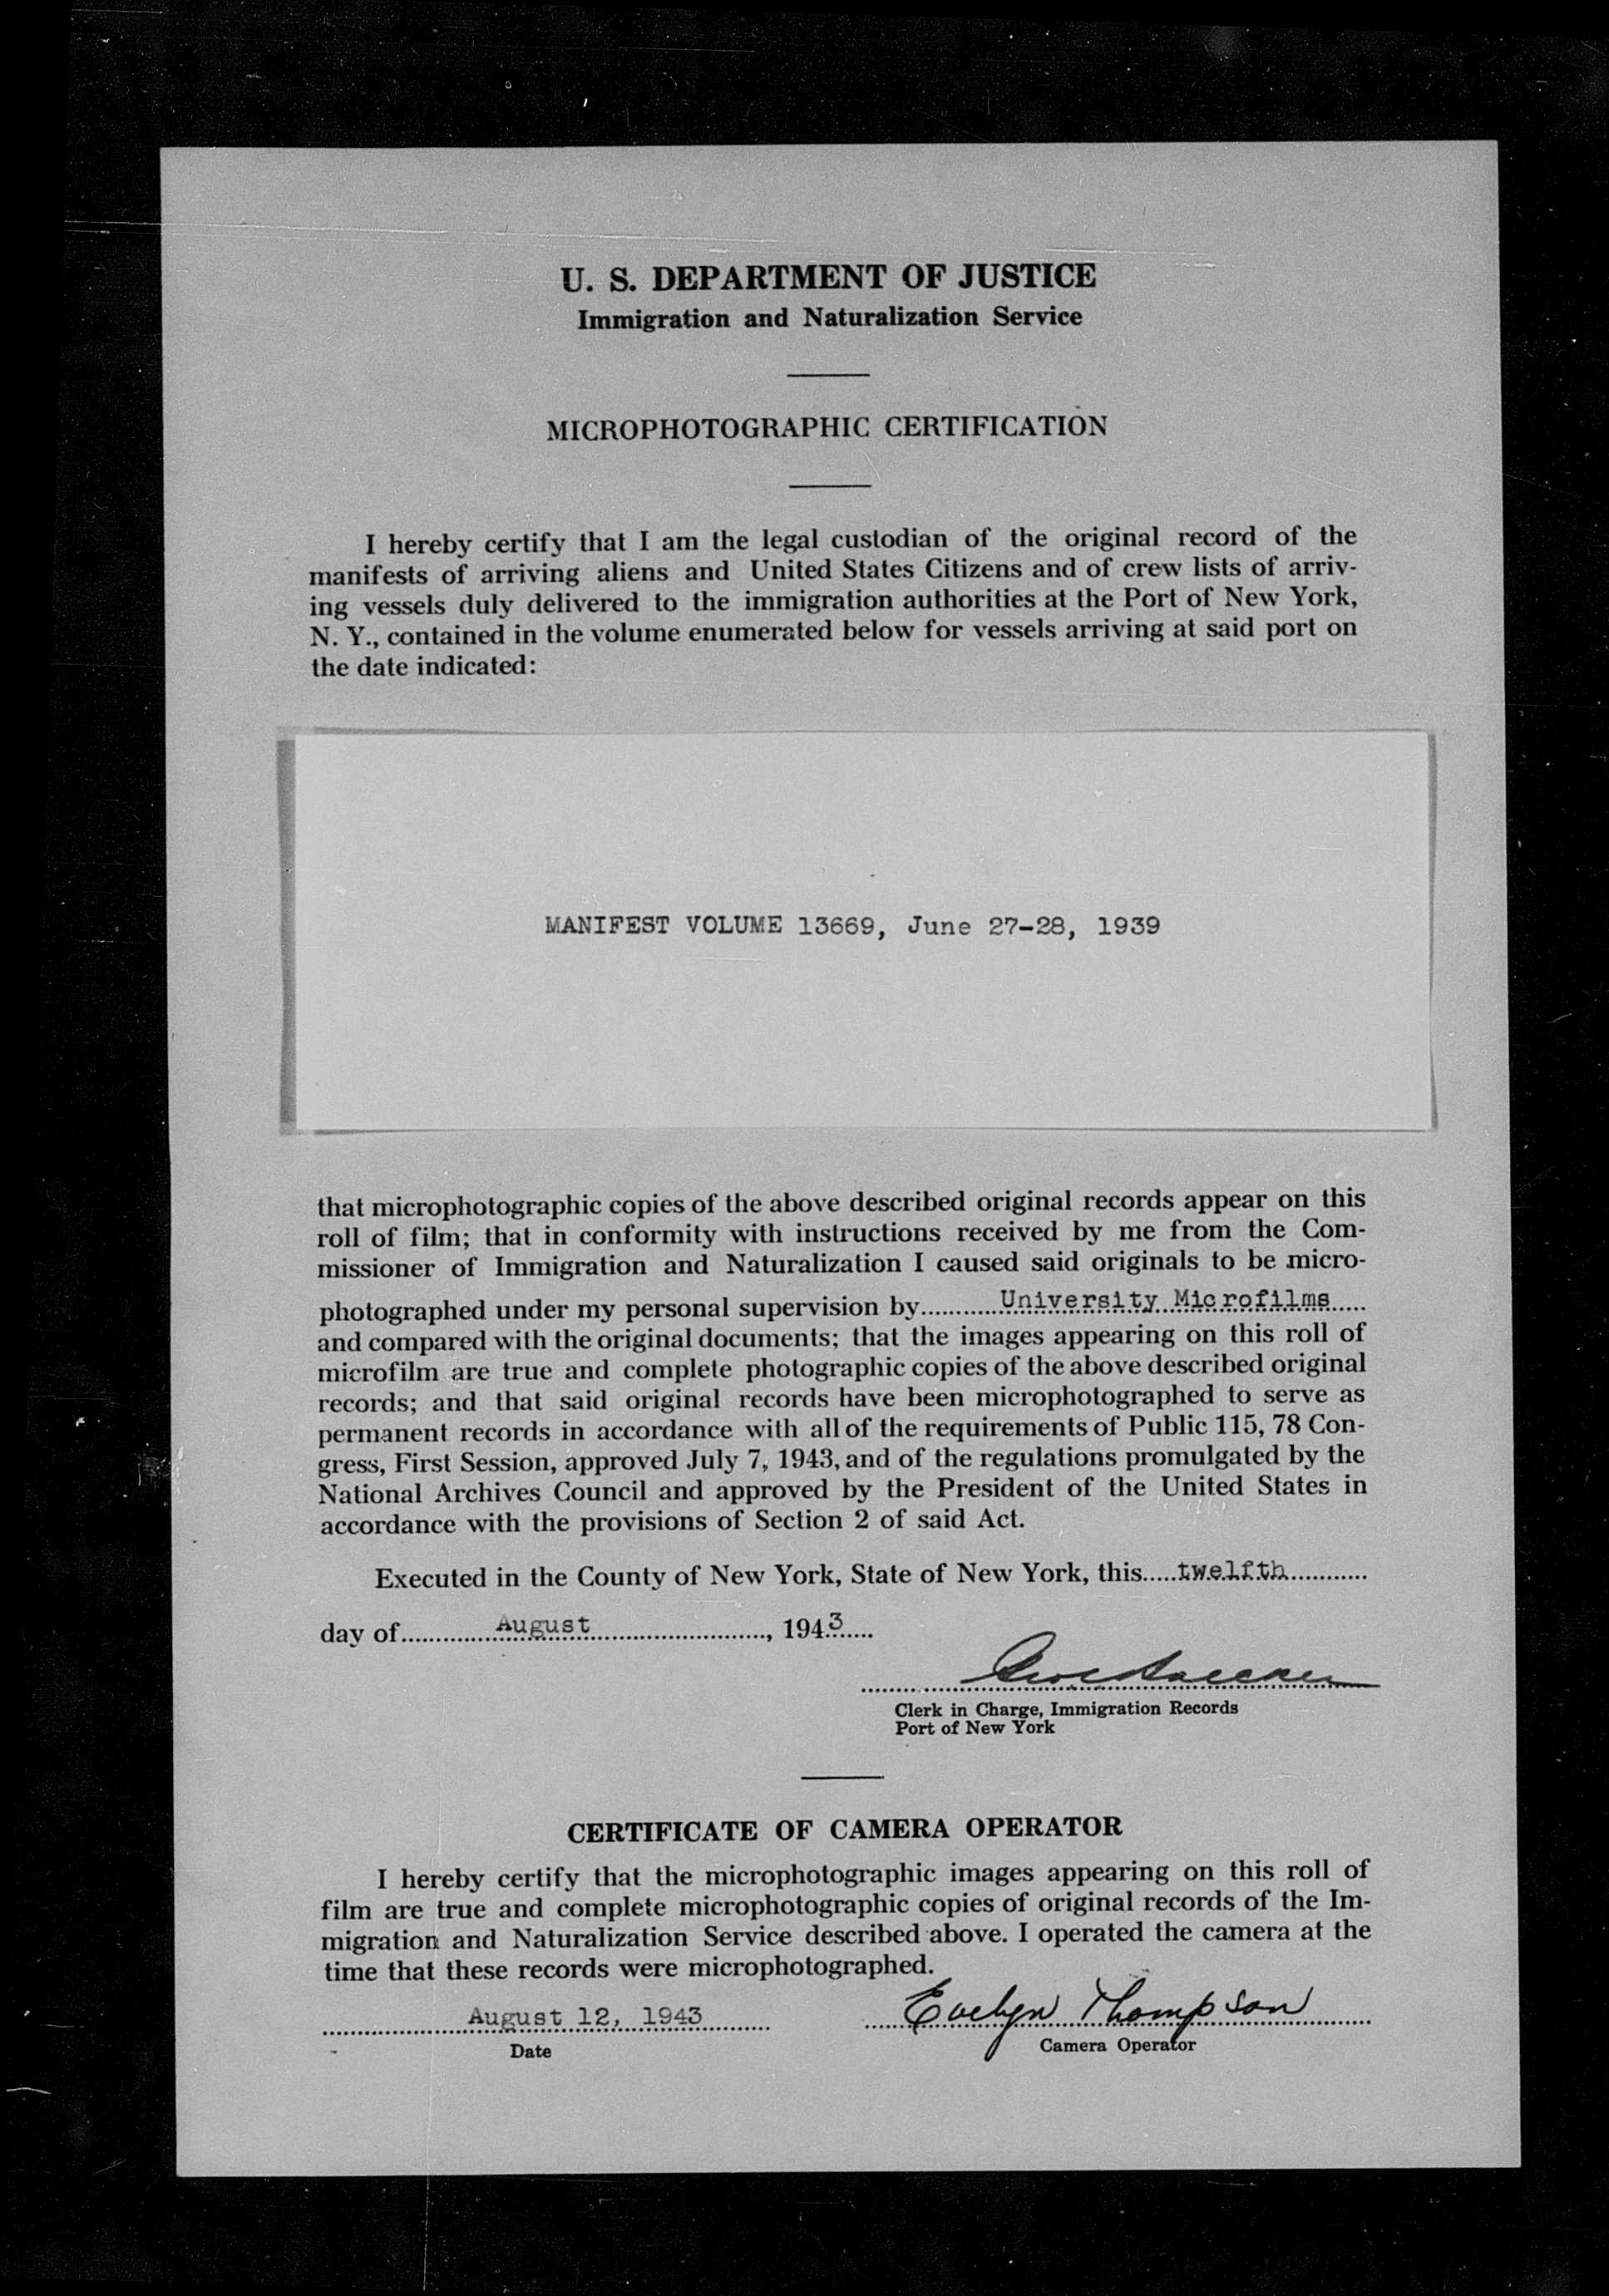 U. S. DEPARTMENT OF JUSTICE
Immigration and Naturalization Service
MICROPHOTOGRAPHIC CERTIFICATION
I hereby certify that I am the legal custodian of the original record of the
manifests of arriving aliens and United States Citizens and of crew lists of arriv-
ing vessels duly delivered to the immigration authorities at the Port of New York,
N. Y., contained in the volume enumerated below for vessels arriving at said port on
the date indicated:
MANIFEST VOLUME 13669, June 27-28, 1939
that microphotographic copies of the above described original records appear on this
roll of film; that in conformity with instructions received by me from the Com-
missioner of Immigration and Naturalization I caused said originals to be micro-
photographed under my personal supervision by University Microfilms
and compared with the original documents; that the images appearing on this roll of
microfilm are true and complete photographic copies of the above described original
records; and that said original records have been microphotographed to serve as
permanent records in accordance with all of the requirements of Public 115, 78 Con-
gress, First Session, approved July 7, 1943, and of the regulations promulgated by the
National Archives Council and approved by the President of the United States in
accordance with the provisions of Section 2 of said Act.
Executed in the County of New York, State of New York, this twelfth
day of August, 1943
Clerk in Charge, Immigration Records
Port of New York
CERTIFICATE OF CAMERA OPERATOR
I hereby certify that the microphotographic images appearing on this roll of
film are true and complete microphotographic copies of original records of the Im-
migration and Naturalization Service described above. I operated the camera at the
time that these records were microphotographed.
August 12, 1943 Evelyn Thompson
Date Camera Operator